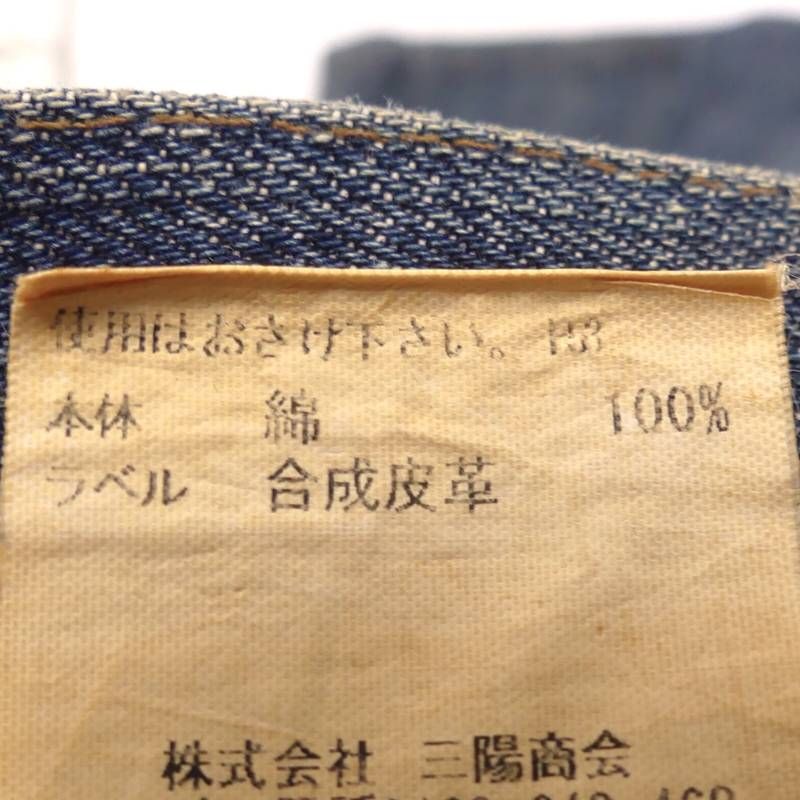 使用はおさけ下さい。
本体 綿 100%
ラベル 合成皮革
株式会社 三陽商会